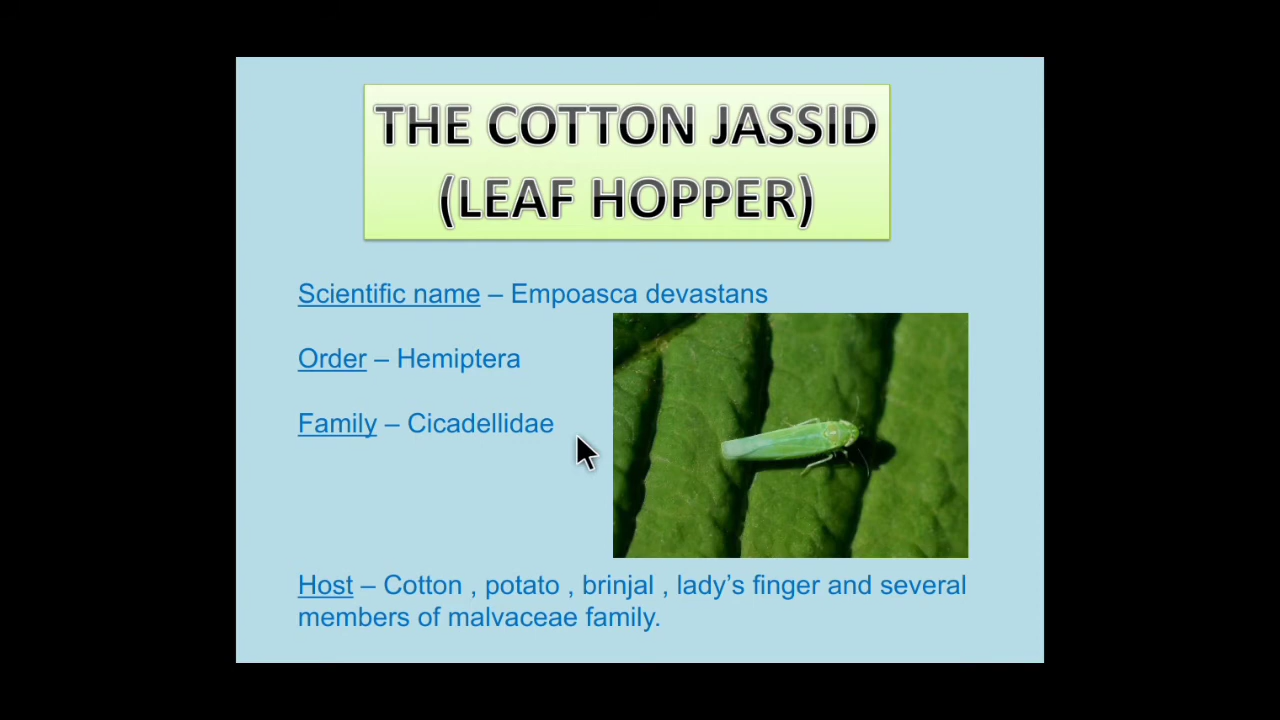 THE COTTON JASSID
(LEAF HOPPER)
Scientific name – Empoasca devastans
Order – Hemiptera
Family – Cicadellidae
Host – Cotton , potato , brinjal , lady’s finger and several
members of malvaceae family.